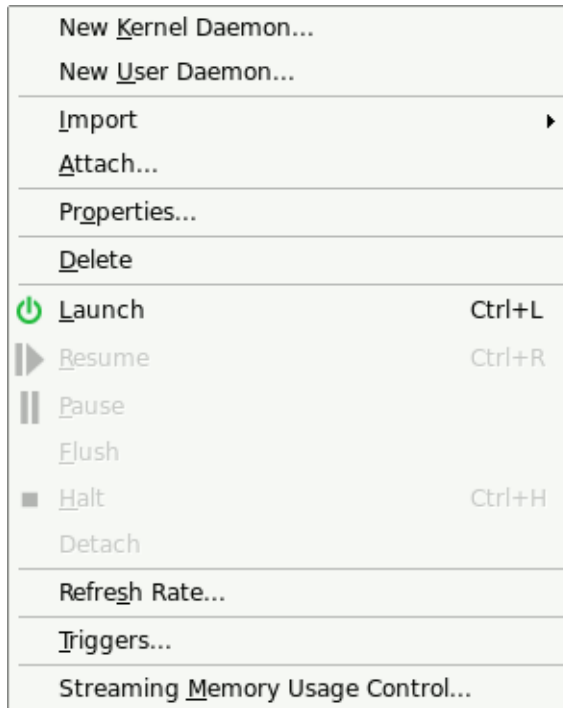 New Kernel Daemon...
New User Daemon...
Import
Attach...
Properties...
Delete
Launch Ctrl+L
Resume Ctrl+R
Pause
Flush
Halt Ctrl+H
Detach
Refresh Rate...
Triggers...
Streaming Memory Usage Control...